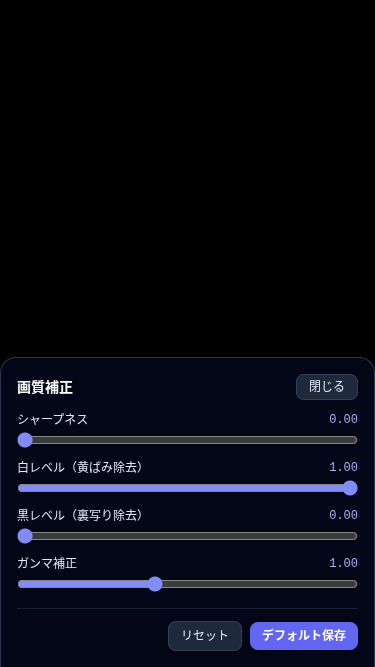 画質補正
閉じる
シャープネス
0.00
白レベル（黄ばみ除去）
1.00
黒レベル（裏写り除去）
0.00
ガンマ補正
1.00
リセット
デフォルト保存